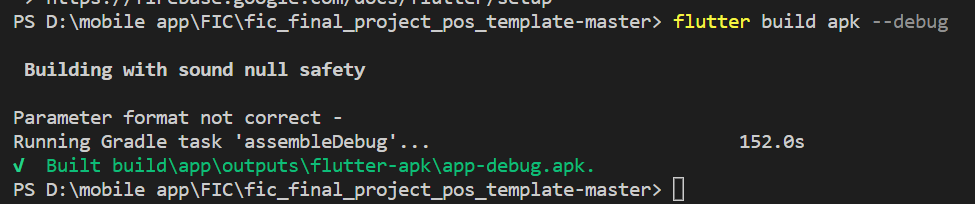 > https://firebase.google.com/docs/flutter/setup
PS D:\mobile app\FIC\fic_final_project_pos_template-master> flutter build apk --debug
Building with sound null safety
Parameter format not correct -
Running Gradle task 'assembleDebug'... 152.0s
√ Built build\app\outputs\flutter-apk\app-debug.apk.
PS D:\mobile app\FIC\fic_final_project_pos_template-master>